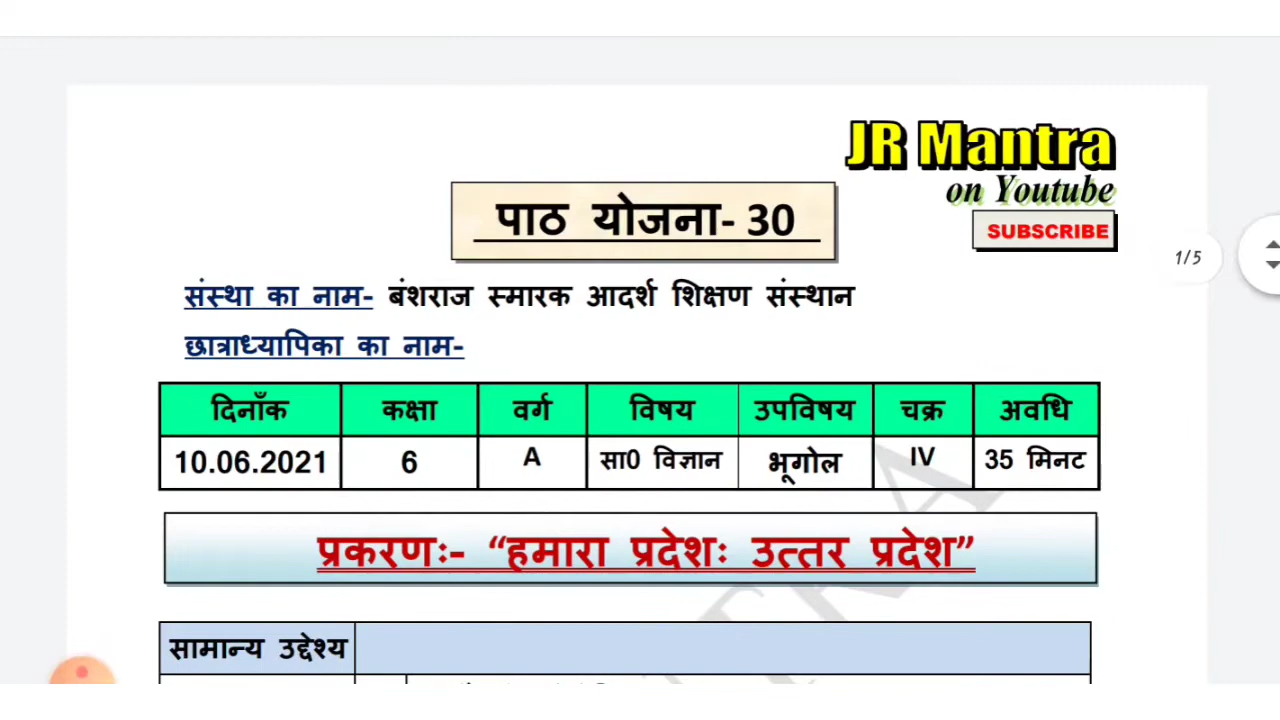 JR Mantra
on Youtube
SUBSCRIBE
पाठ योजना- 30
1/5
संस्था का नाम- बंशराज स्मारक आदर्श शिक्षण संस्थान
छात्राध्यापिका का नाम-
दिनाँक कक्षा वर्ग विषय उपविषय चक्र अवधि
10.06.2021 6 A सा0 विज्ञान भूगोल IV 35 मिनट
प्रकरणः- “हमारा प्रदेशः उत्तर प्रदेश”
सामान्य उद्देश्य